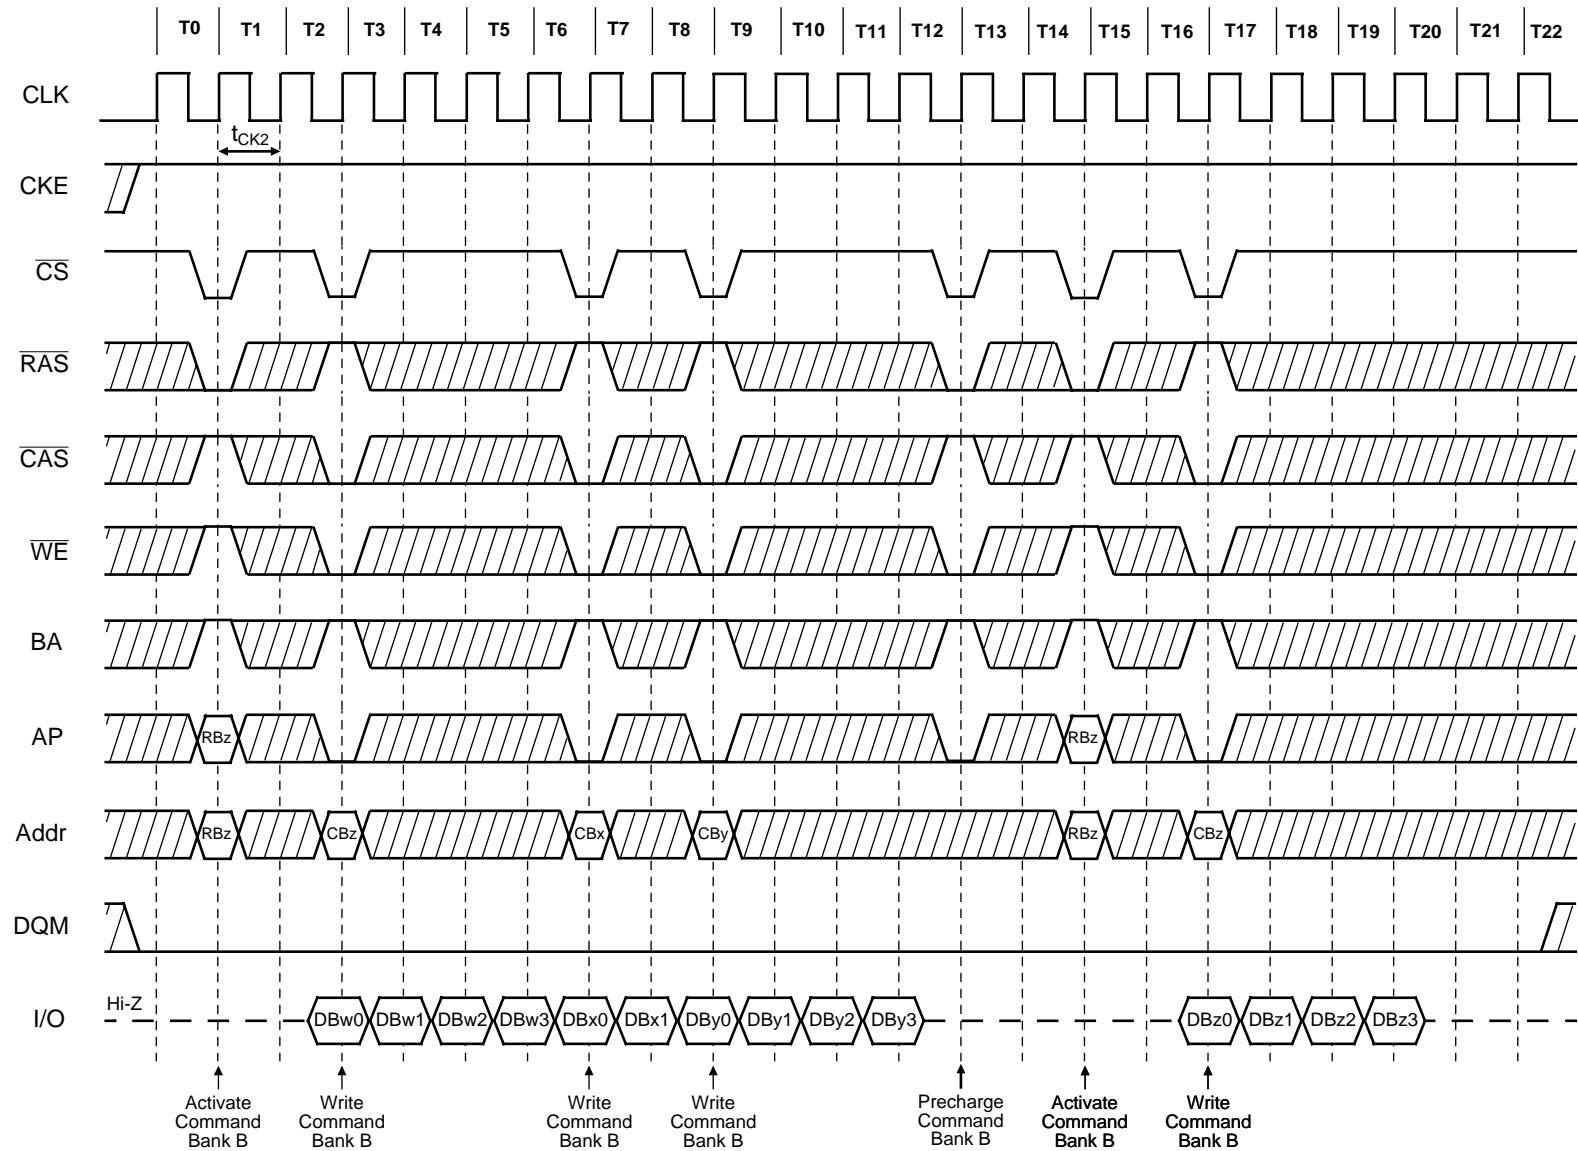 T0 T1 T2 T3 T4 T5 T6 T7 T8 T9 T10 T11 T12 T13 T14 T15 T16 T17 T18 T19 T20 T21 T22
CLK
tCK2
CKE
CS
RAS
CAS
WE
BA
AP RBz RBz
Addr RBz CBz CBx CBy RBz CBz
DQM
Hi-Z
I/O DBw0 DBw1 DBw2 DBw3 DBx0 DBx1 DBy0 DBy1 DBy2 DBy3 DBz0 DBz1 DBz2 DBz3
Activate
Command
Bank B
Write
Command
Bank B
Write
Command
Bank B
Write
Command
Bank B
Precharge
Command
Bank B
Activate
Command
Bank B
Write
Command
Bank B